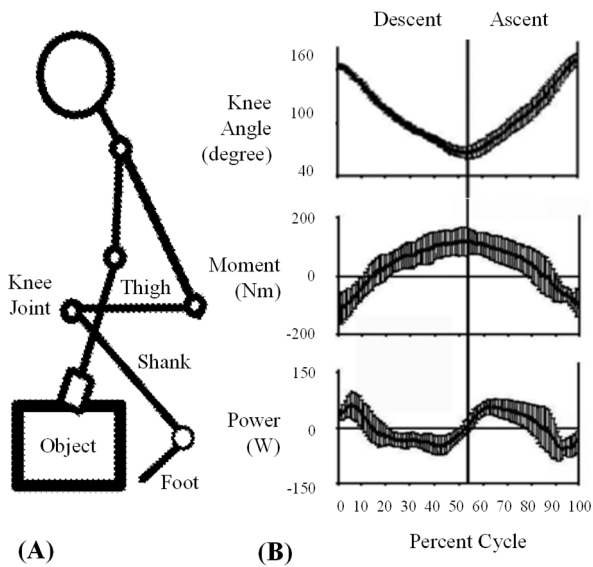 Knee
Joint
Thigh
Shank
Object
Foot
(A)
Descent
Ascent
Knee
Angle
(degree)
160
100
40
Moment
(Nm)
200
0
-200
Power
(W)
150
0
-150
0 10 20 30 40 50 60 70 80 90 100
Percent Cycle
(B)